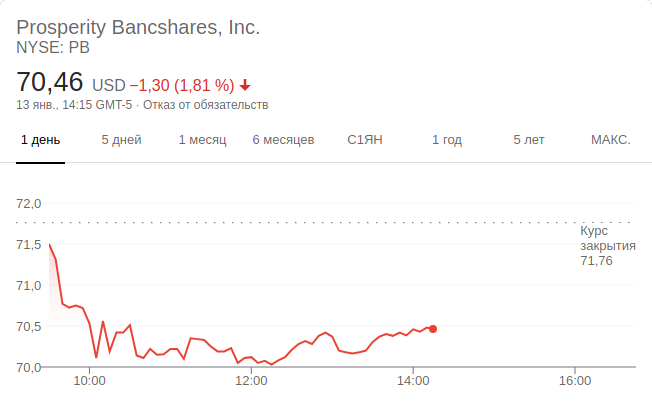 Prosperity Bancshares, Inc.
NYSE: PB
70,46 USD −1,30 (1,81 %)
13 янв., 14:15 GMT-5 · Отказ от обязательств
1 день 5 дней 1 месяц 6 месяцев С1ЯН 1 год 5 лет МАКС.
72,0
Курс
закрытия
71,76
71,5
71,0
70,5
70,0
10:00 12:00 14:00 16:00